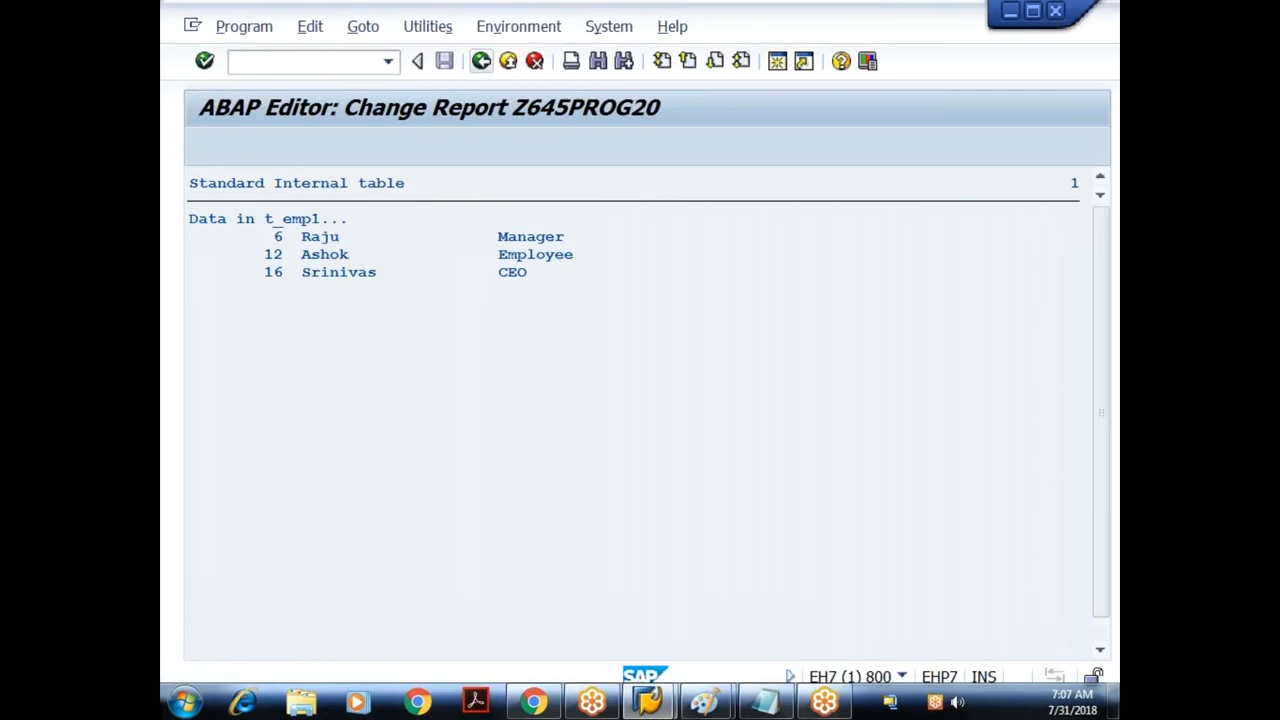 Program Edit Goto Utilities Environment System Help
ABAP Editor: Change Report Z645PROG20
Standard Internal table 1
Data in t_emp1...
6 Raju Manager
12 Ashok Employee
16 Srinivas CEO
SAP
EH7 (1) 800 EHP7 INS
7:07 AM
7/31/2018